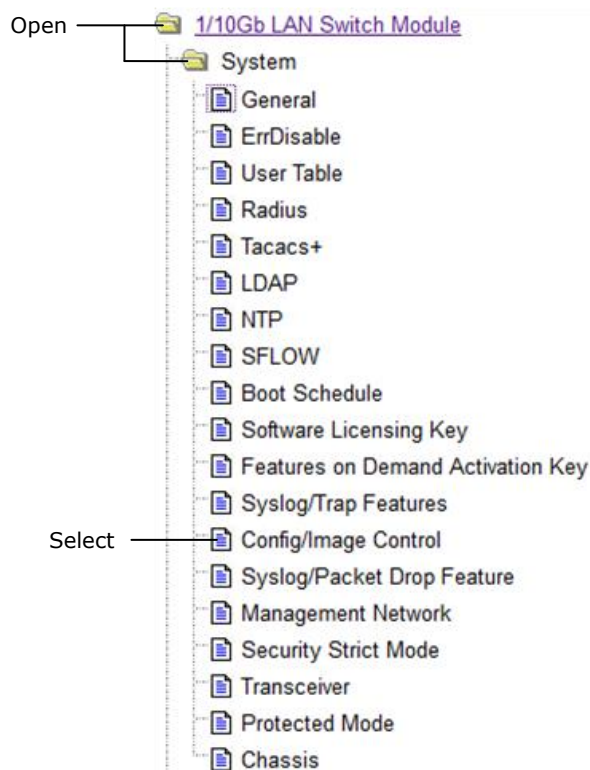 Open 1/10Gb LAN Switch Module
System
General
ErrDisable
User Table
Radius
Tacacs+
LDAP
NTP
SFLOW
Boot Schedule
Software Licensing Key
Features on Demand Activation Key
Syslog/Trap Features
Select Config/Image Control
Syslog/Packet Drop Feature
Management Network
Security Strict Mode
Transceiver
Protected Mode
Chassis